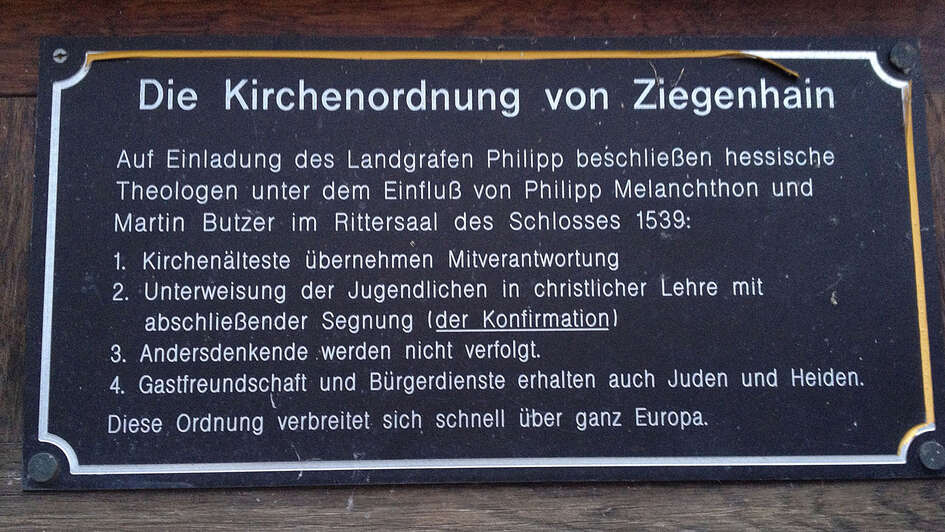 Die Kirchenordnung von Ziegenhain
Auf Einladung des Landgrafen Philipp beschließen hessische
Theologen unter dem Einfluß von Philipp Melanchthon und
Martin Butzer im Rittersaal des Schlosses 1539:
1. Kirchenälteste übernehmen Mitverantwortung
2. Unterweisung der Jugendlichen in christlicher Lehre mit
abschließender Segnung (der Konfirmation)
3. Andersdenkende werden nicht verfolgt.
4. Gastfreundschaft und Bürgerdienste erhalten auch Juden und Heiden.
Diese Ordnung verbreitet sich schnell über ganz Europa.